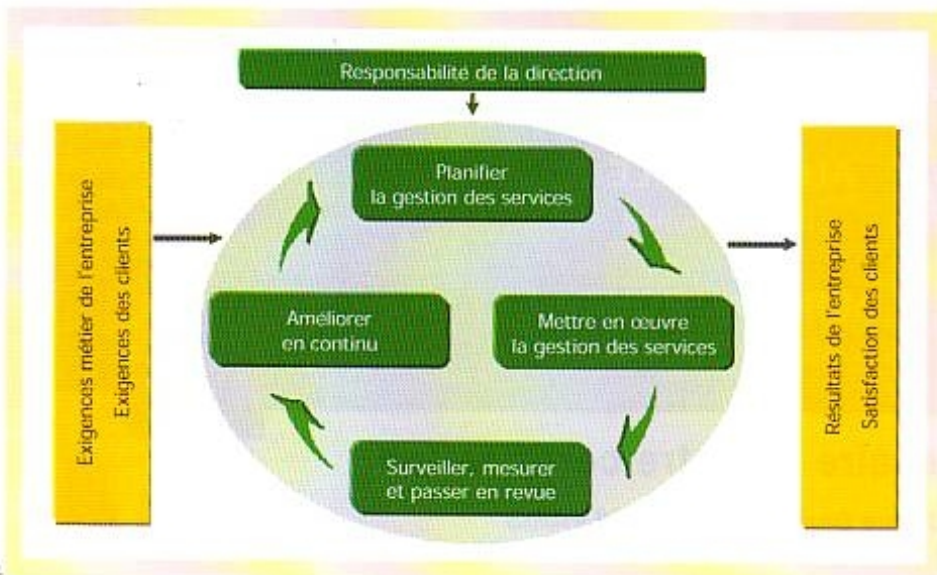 Responsabilité de la direction
Planifier
la gestion des services
Exigences métier de l'entreprise
Exigences des clients
Améliorer
en continu
Mettre en œuvre
la gestion des services
Résultats de l'entreprise
Satisfaction des clients
Surveiller, mesurer
et passer en revue